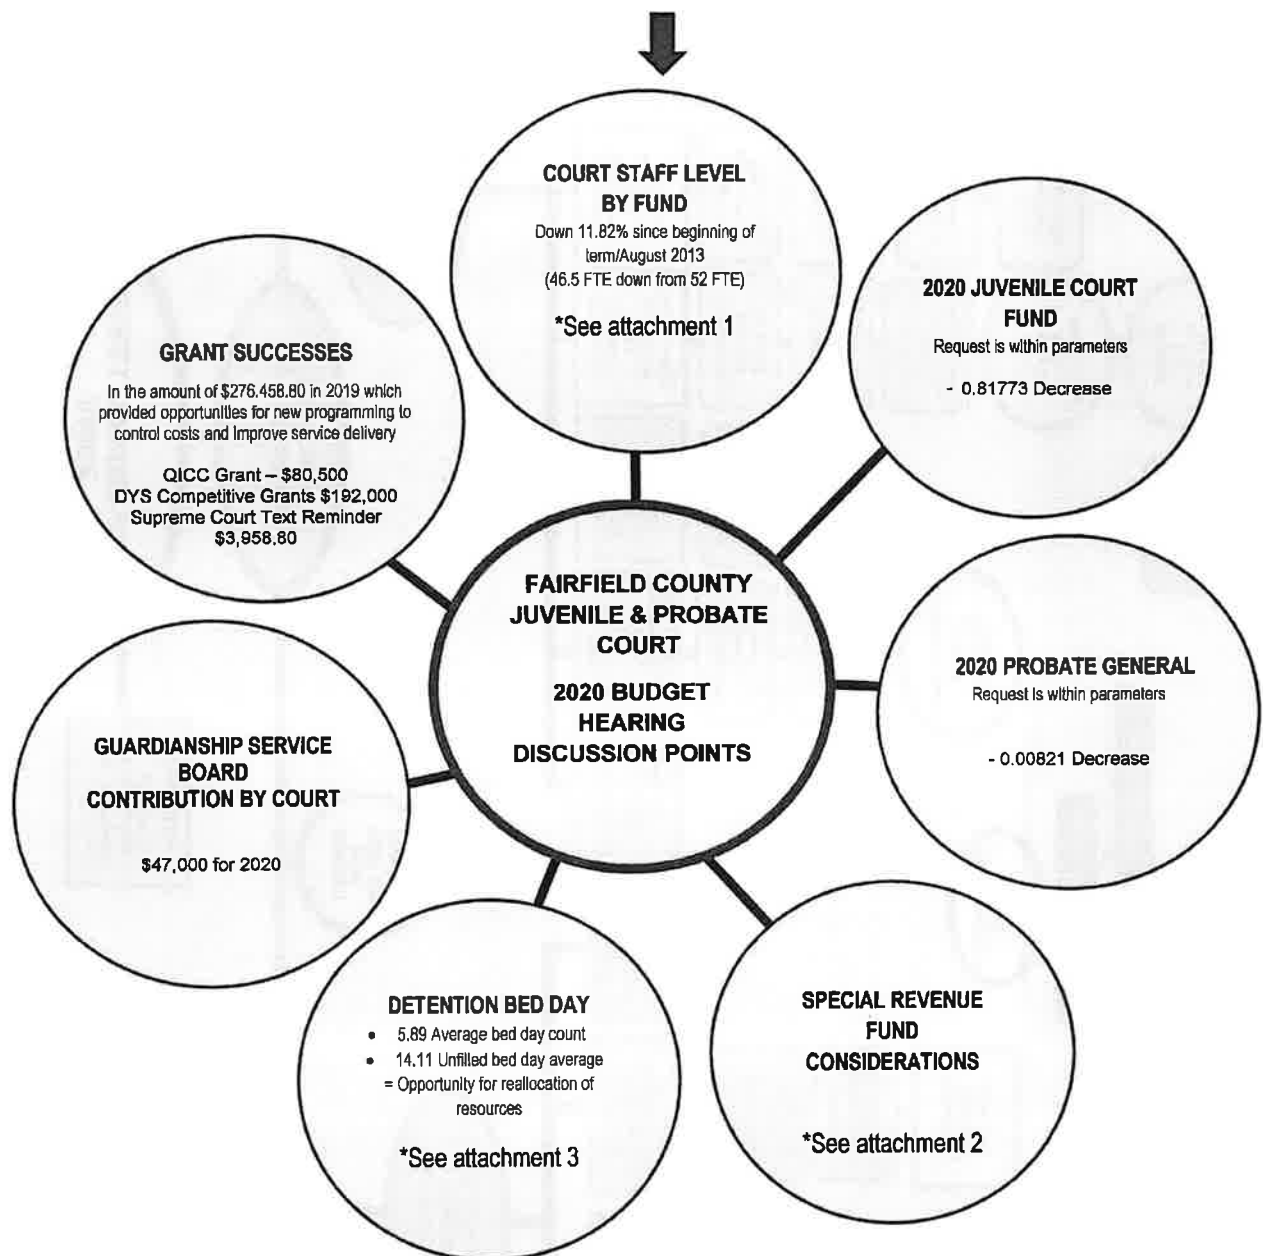 COURT STAFF LEVEL
BY FUND
Down 11.82% since beginning of
term/August 2013
(46.5 FTE down from 52 FTE)
*See attachment 1
2020 JUVENILE COURT
FUND
Request is within parameters
- 0.81773 Decrease
2020 PROBATE GENERAL
Request is within parameters
- 0.00821 Decrease
SPECIAL REVENUE
FUND
CONSIDERATIONS
*See attachment 2
DETENTION BED DAY
• 5.89 Average bed day count
• 14.11 Unfilled bed day average
= Opportunity for reallocation of
resources
*See attachment 3
GUARDIANSHIP SERVICE
BOARD
CONTRIBUTION BY COURT
$47,000 for 2020
GRANT SUCCESSES
In the amount of $276.458.80 in 2019 which
provided opportunities for new programming to
control costs and improve service delivery
QICC Grant – $80,500
DYS Competitive Grants $192,000
Supreme Court Text Reminder
$3,958.80
FAIRFIELD COUNTY
JUVENILE & PROBATE
COURT
2020 BUDGET
HEARING
DISCUSSION POINTS